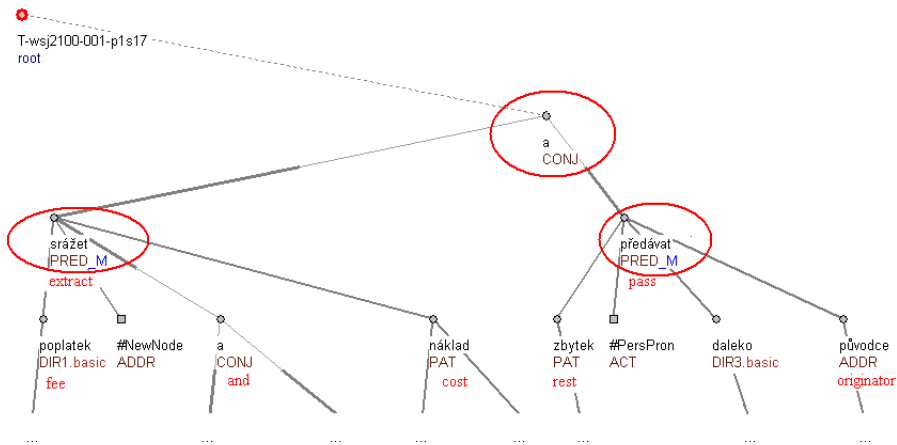 T-wsj2100-001-p1s17
root
a
CONJ
srážet
PRED_M
extract
předávat
PRED_M
pass
poplatek
DIR1.basic
fee
#NewNode
ADDR
a
CONJ
and
náklad
PAT
cost
zbytek
PAT
rest
#PersPron
ACT
daleko
DIR3.basic
původce
ADDR
originator
... ... ... ... ... ... ... ...